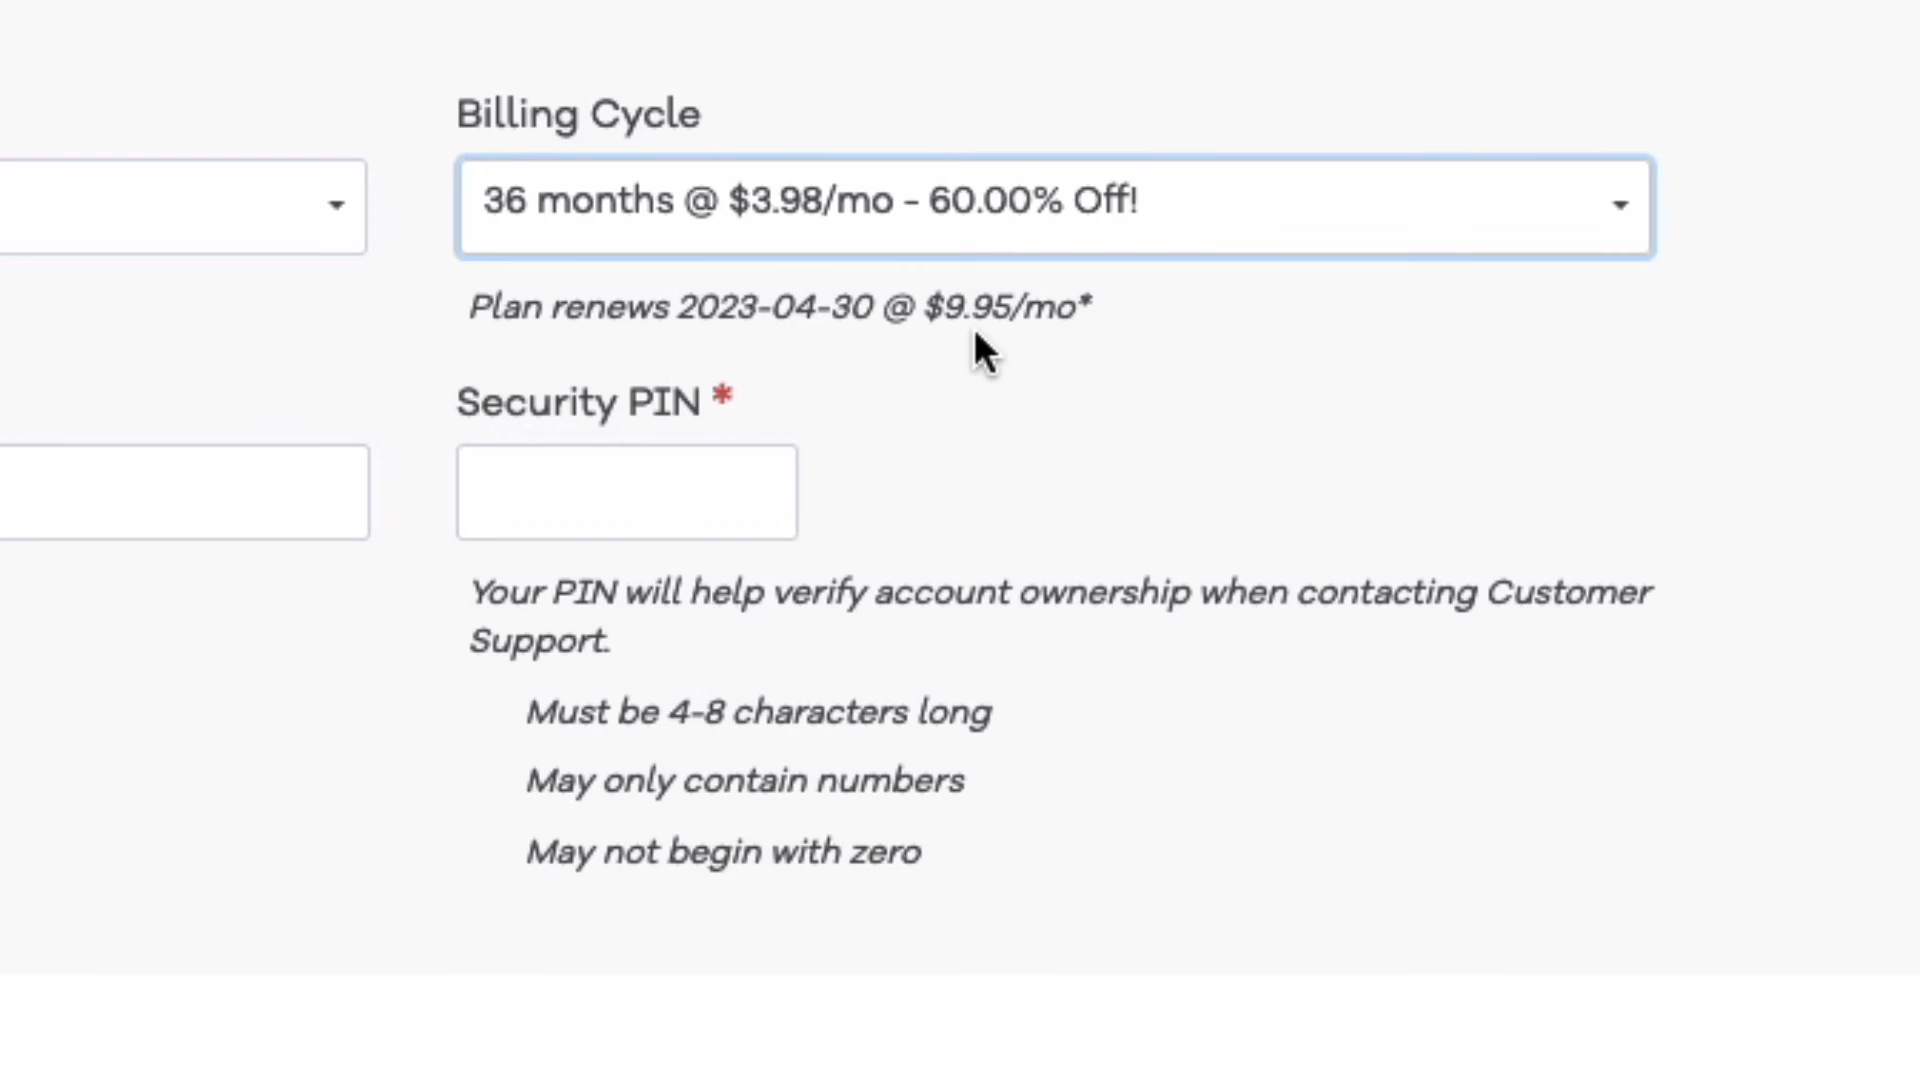 Billing Cycle
36 months @ $3.98/mo - 60.00% Off!
Plan renews 2023-04-30 @ $9.95/mo*
Security PIN *
Your PIN will help verify account ownership when contacting Customer
Support.
Must be 4-8 characters long
May only contain numbers
May not begin with zero